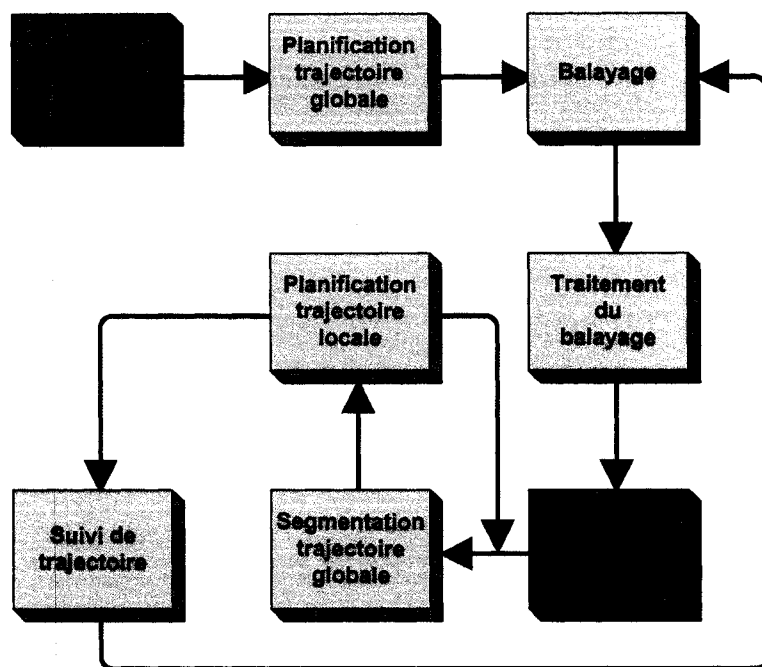 Planification
trajectoire
globale
Balayage
Planification
trajectoire
locale
Traitement
du
balayage
Suivi de
trajectoire
Segmentation
trajectoire
globale